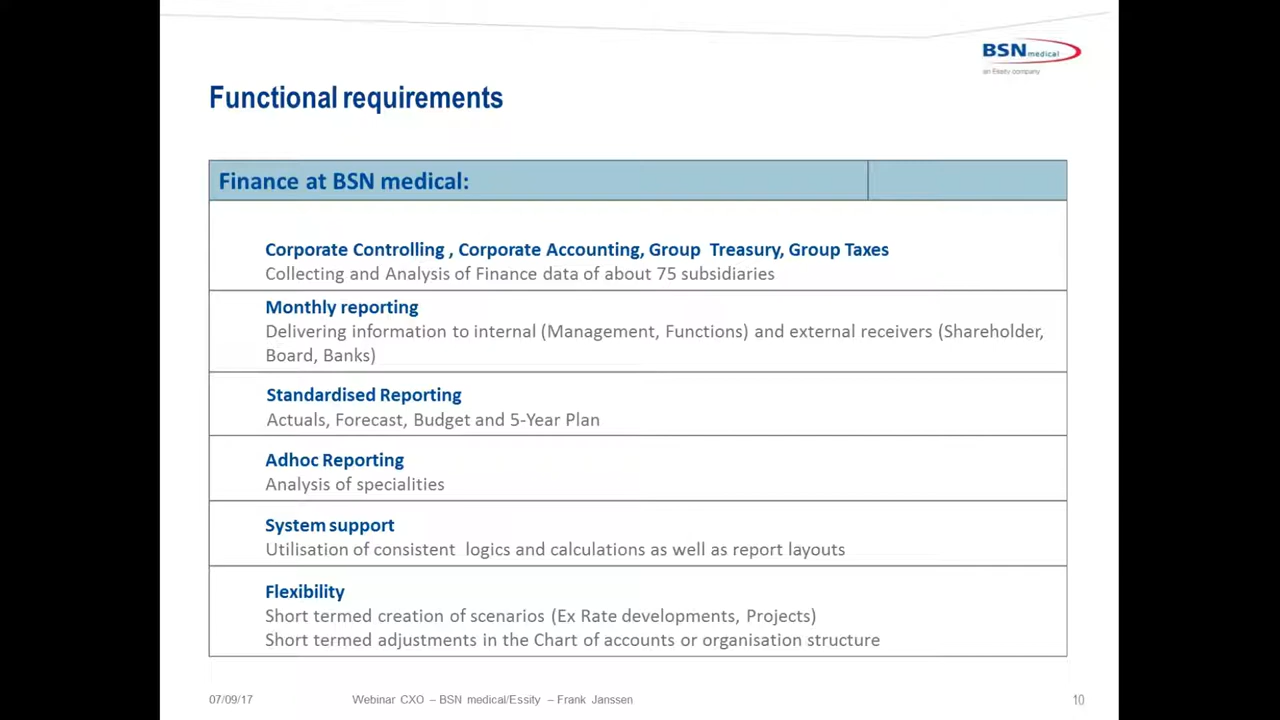 BSN medical
an Essity company
Functional requirements
Finance at BSN medical:
Corporate Controlling , Corporate Accounting, Group Treasury, Group Taxes
Collecting and Analysis of Finance data of about 75 subsidiaries
Monthly reporting
Delivering information to internal (Management, Functions) and external receivers (Shareholder,
Board, Banks)
Standardised Reporting
Actuals, Forecast, Budget and 5-Year Plan
Adhoc Reporting
Analysis of specialities
System support
Utilisation of consistent logics and calculations as well as report layouts
Flexibility
Short termed creation of scenarios (Ex Rate developments, Projects)
Short termed adjustments in the Chart of accounts or organisation structure
07/09/17 Webinar CXO – BSN medical/Essity – Frank Janssen 10